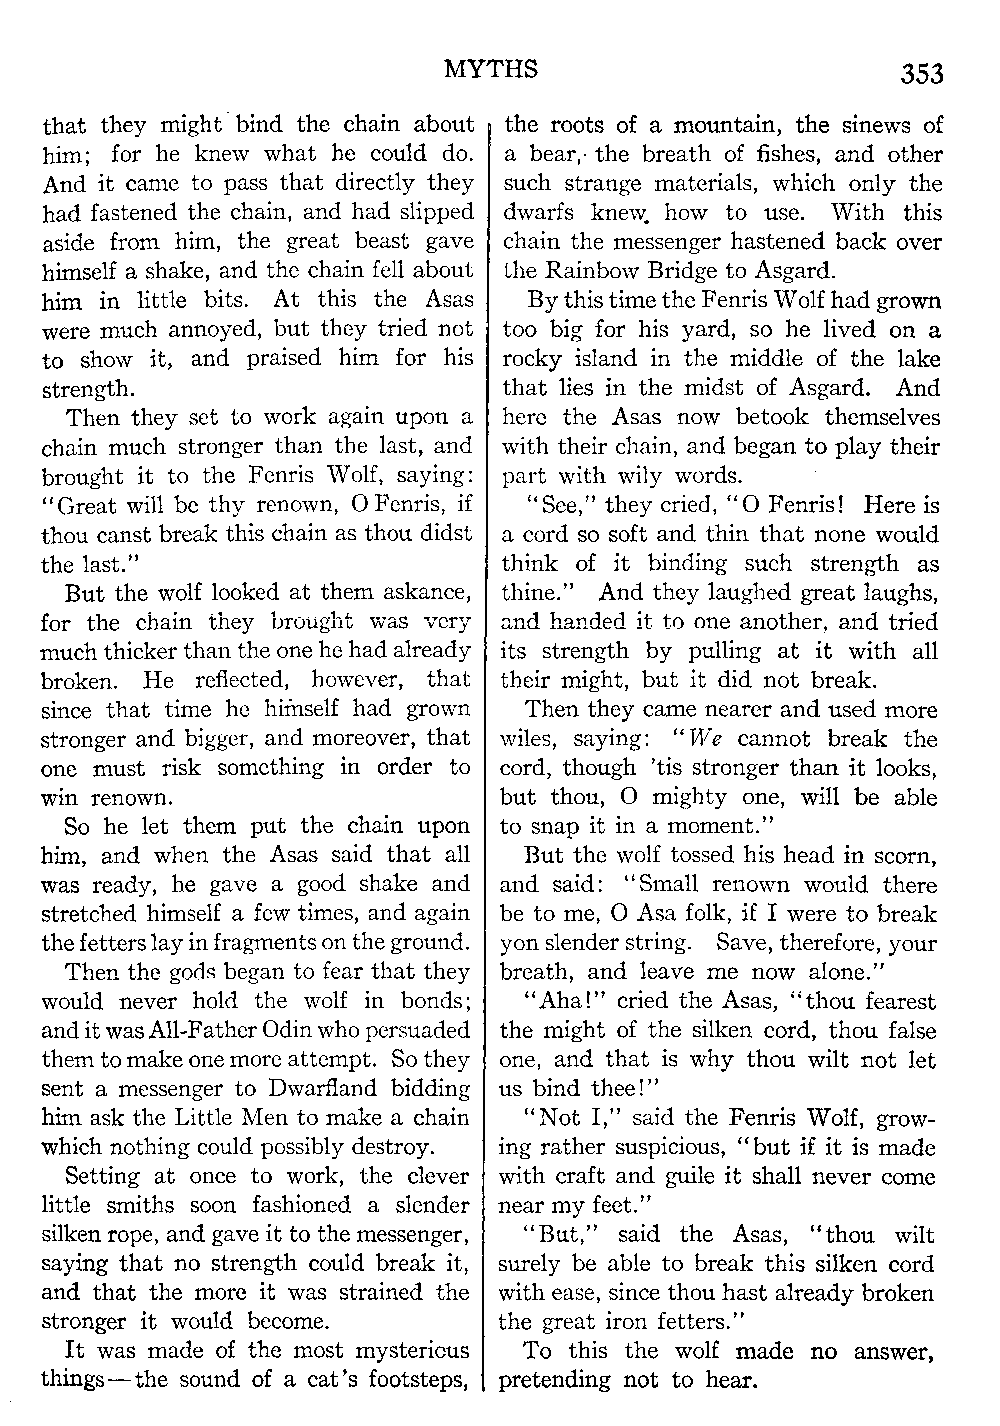 MYTHS
353
that they might bind the chain about
him; for he knew what he could do.
And it came to pass that directly they
had fastened the chain, and had slipped
aside from him, the great beast gave
himself a shake, and the chain fell about
him in little bits. At this the Asas
were much annoyed, but they tried not
to show it, and praised him for his
strength.
Then they set to work again upon a
chain much stronger than the last, and
brought it to the Fenris Wolf, saying:
"Great will be thy renown, O Fenris, if
thou canst break this chain as thou didst
the last."
But the wolf looked at them askance,
for the chain they brought was very
much thicker than the one he had already
broken. He reflected, however, that
since that time he himself had grown
stronger and bigger, and moreover, that
one must risk something in order to
win renown.
So he let them put the chain upon
him, and when the Asas said that all
was ready, he gave a good shake and
stretched himself a few times, and again
the fetters lay in fragments on the ground.
Then the gods began to fear that they
would never hold the wolf in bonds;
and it was All-Father Odin who persuaded
them to make one more attempt. So they
sent a messenger to Dwarfland bidding
him ask the Little Men to make a chain
which nothing could possibly destroy.
Setting at once to work, the clever
little smiths soon fashioned a slender
silken rope, and gave it to the messenger,
saying that no strength could break it,
and that the more it was strained the
stronger it would become.
It was made of the most mysterious
things—the sound of a cat's footsteps,
the roots of a mountain, the sinews of
a bear, the breath of fishes, and other
such strange materials, which only the
dwarfs knew how to use. With this
chain the messenger hastened back over
the Rainbow Bridge to Asgard.
By this time the Fenris Wolf had grown
too big for his yard, so he lived on a
rocky island in the middle of the lake
that lies in the midst of Asgard. And
here the Asas now betook themselves
with their chain, and began to play their
part with wily words.
"See," they cried, "O Fenris! Here is
a cord so soft and thin that none would
think of it binding such strength as
thine." And they laughed great laughs,
and handed it to one another, and tried
its strength by pulling at it with all
their might, but it did not break.
Then they came nearer and used more
wiles, saying: "We cannot break the
cord, though 'tis stronger than it looks,
but thou, O mighty one, will be able
to snap it in a moment."
But the wolf tossed his head in scorn,
and said: "Small renown would there
be to me, O Asa folk, if I were to break
yon slender string. Save, therefore, your
breath, and leave me now alone."
"Aha!" cried the Asas, "thou fearest
the might of the silken cord, thou false
one, and that is why thou wilt not let
us bind thee!"
"Not I," said the Fenris Wolf, grow-
ing rather suspicious, "but if it is made
with craft and guile it shall never come
near my feet."
"But," said the Asas, "thou wilt
surely be able to break this silken cord
with ease, since thou hast already broken
the great iron fetters."
To this the wolf made no answer,
pretending not to hear.